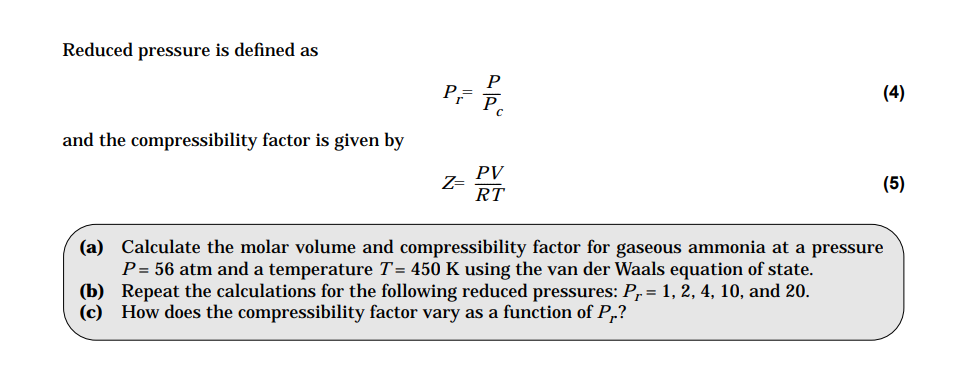 Reduced pressure is defined as
P_r = P/P_c (4)
and the compressibility factor is given by
Z = PV/RT (5)
(a) Calculate the molar volume and compressibility factor for gaseous ammonia at a pressure
P = 56 atm and a temperature T = 450 K using the van der Waals equation of state.
(b) Repeat the calculations for the following reduced pressures: P_r = 1, 2, 4, 10, and 20.
(c) How does the compressibility factor vary as a function of P_r?